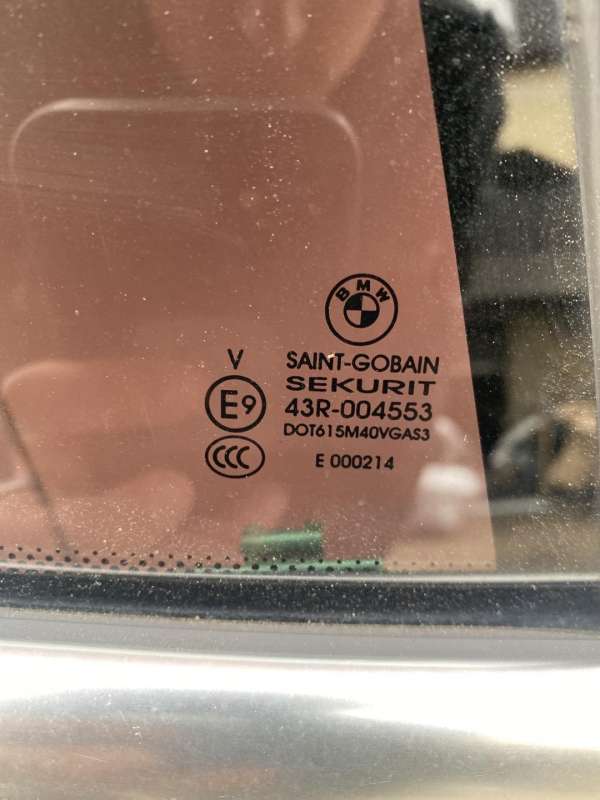 BMW
V
SAINT-GOBAIN
SEKURIT
E9
43R-004553
DOT615M40VGAS3
CCC
E 000214